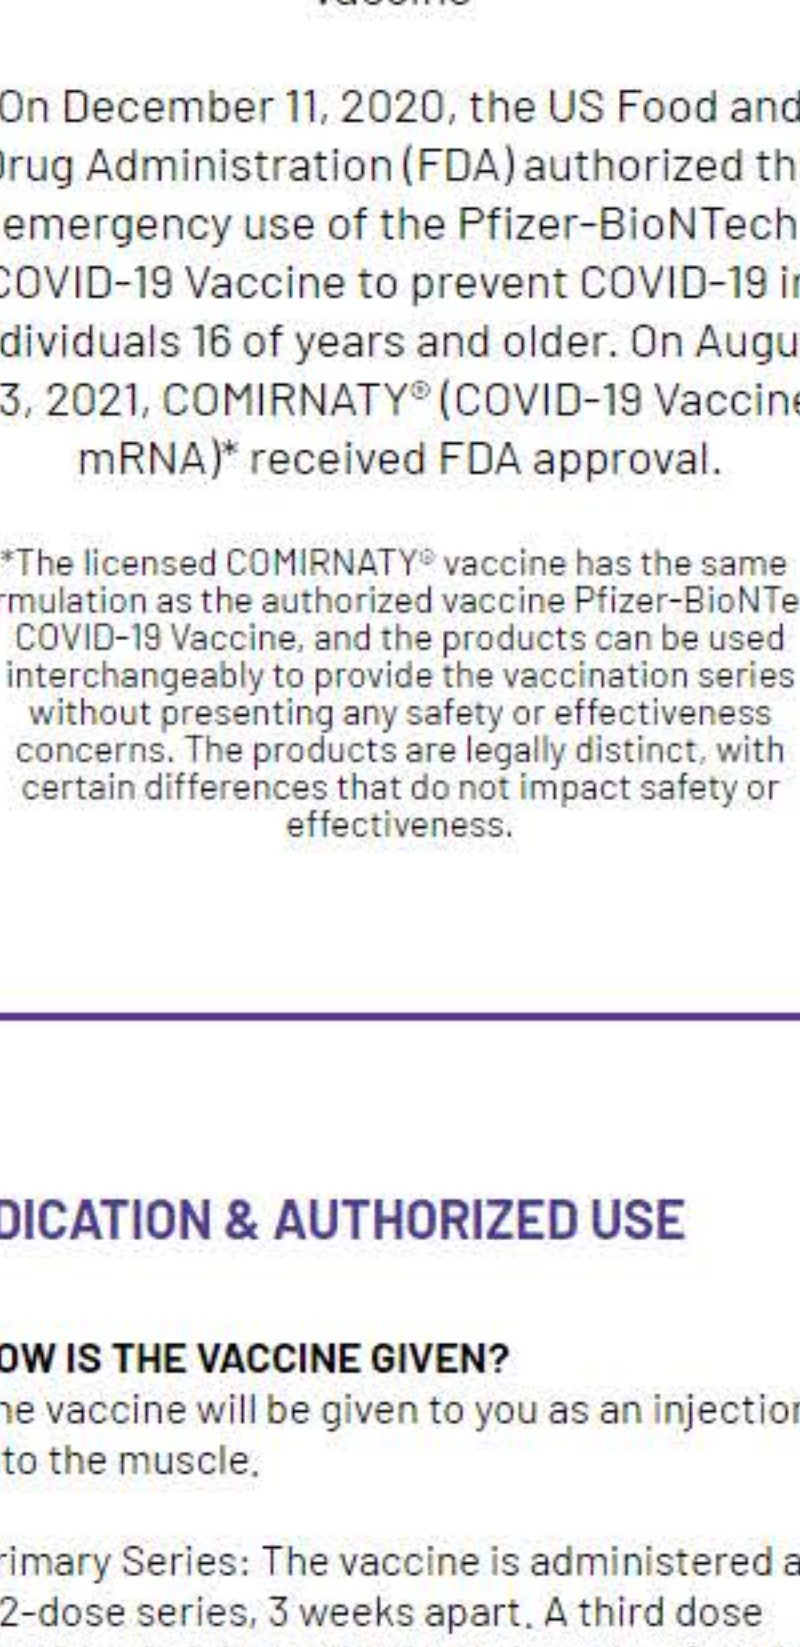 vaccine
On December 11, 2020, the US Food and
Drug Administration (FDA) authorized th
emergency use of the Pfizer-BioNTech
COVID-19 Vaccine to prevent COVID-19 in
dividuals 16 of years and older. On Augu
3, 2021, COMIRNATY® (COVID-19 Vaccine
mRNA)* received FDA approval.
*The licensed COMIRNATY® vaccine has the same
rmulation as the authorized vaccine Pfizer-BioNTe
COVID-19 Vaccine, and the products can be used
interchangeably to provide the vaccination series
without presenting any safety or effectiveness
concerns. The products are legally distinct, with
certain differences that do not impact safety or
effectiveness.
DICATION & AUTHORIZED USE
OW IS THE VACCINE GIVEN?
he vaccine will be given to you as an injection
to the muscle.
rimary Series: The vaccine is administered a
2-dose series, 3 weeks apart. A third dose